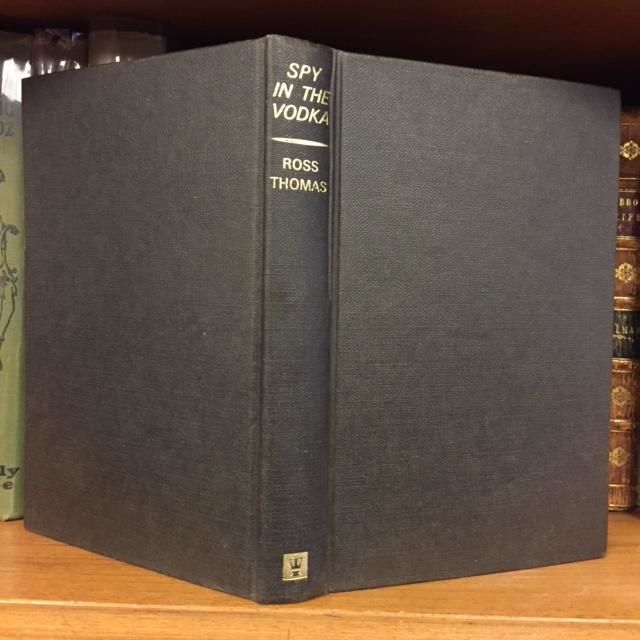 SPY
IN THE
VODKA
ROSS
THOMAS